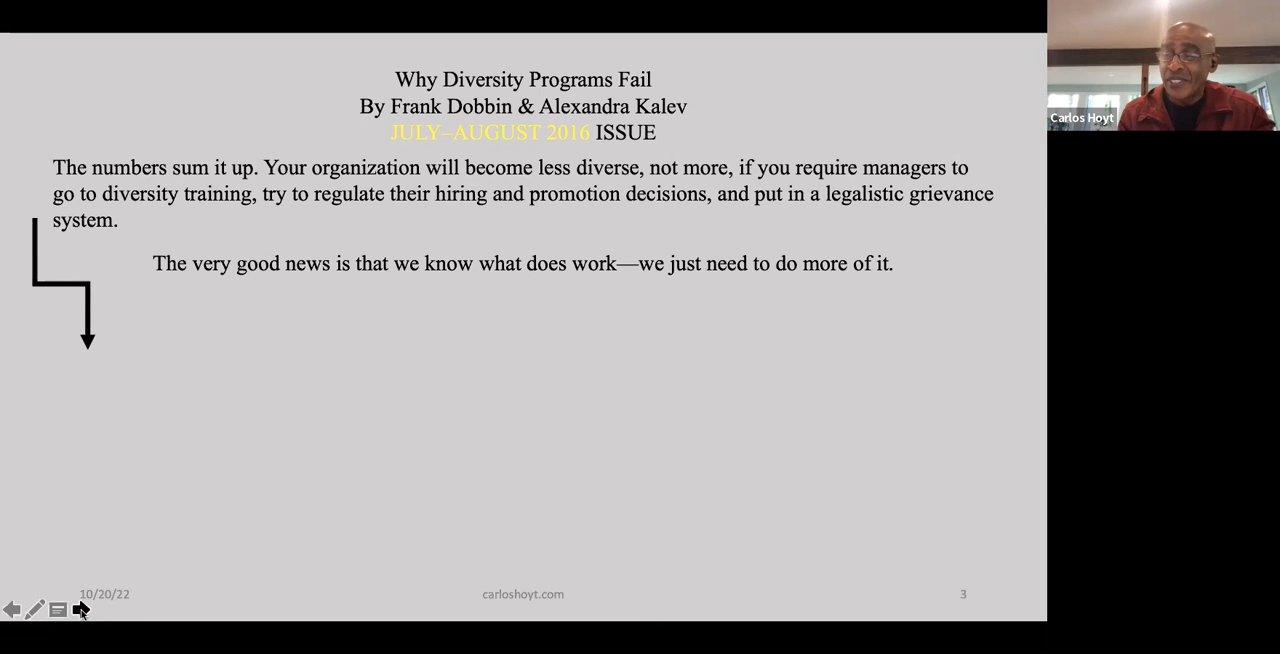 Why Diversity Programs Fail
By Frank Dobbin & Alexandra Kalev
JULY–AUGUST 2016 ISSUE
The numbers sum it up. Your organization will become less diverse, not more, if you require managers to
go to diversity training, try to regulate their hiring and promotion decisions, and put in a legalistic grievance
system.
The very good news is that we know what does work—we just need to do more of it.
Carlos Hoyt
10/20/22
carloshoyt.com
3